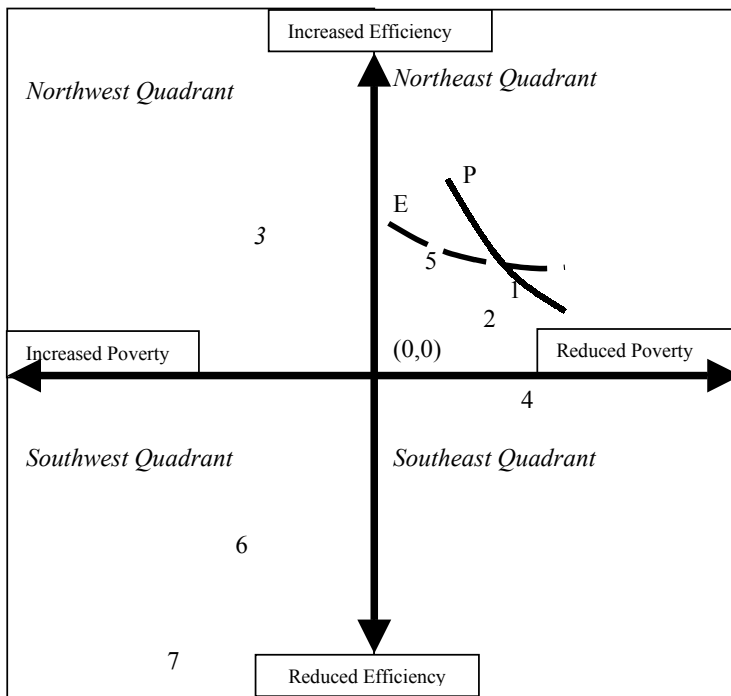 Increased Efficiency
Northwest Quadrant
Northeast Quadrant
P
E
3
5
1
2
(0,0)
Increased Poverty
Reduced Poverty
4
Southwest Quadrant
Southeast Quadrant
6
7
Reduced Efficiency